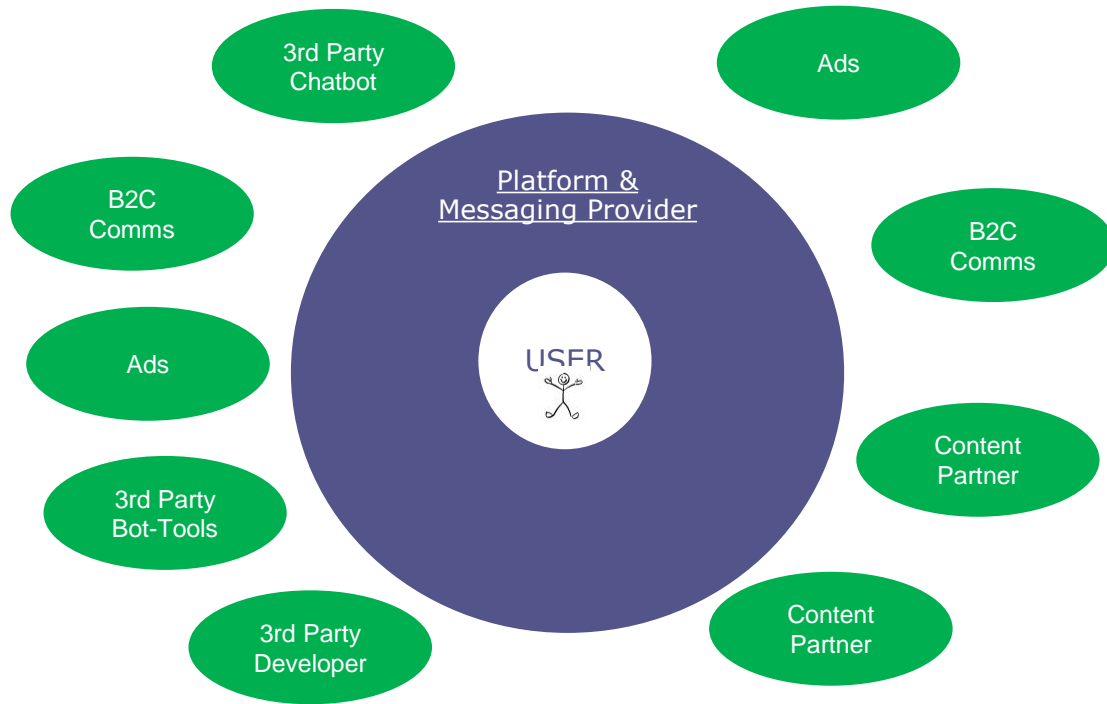 3rd Party
Chatbot
Ads
Platform &
Messaging Provider
B2C
Comms
B2C
Comms
USER
Ads
Content
Partner
3rd Party
Bot-Tools
Content
Partner
3rd Party
Developer